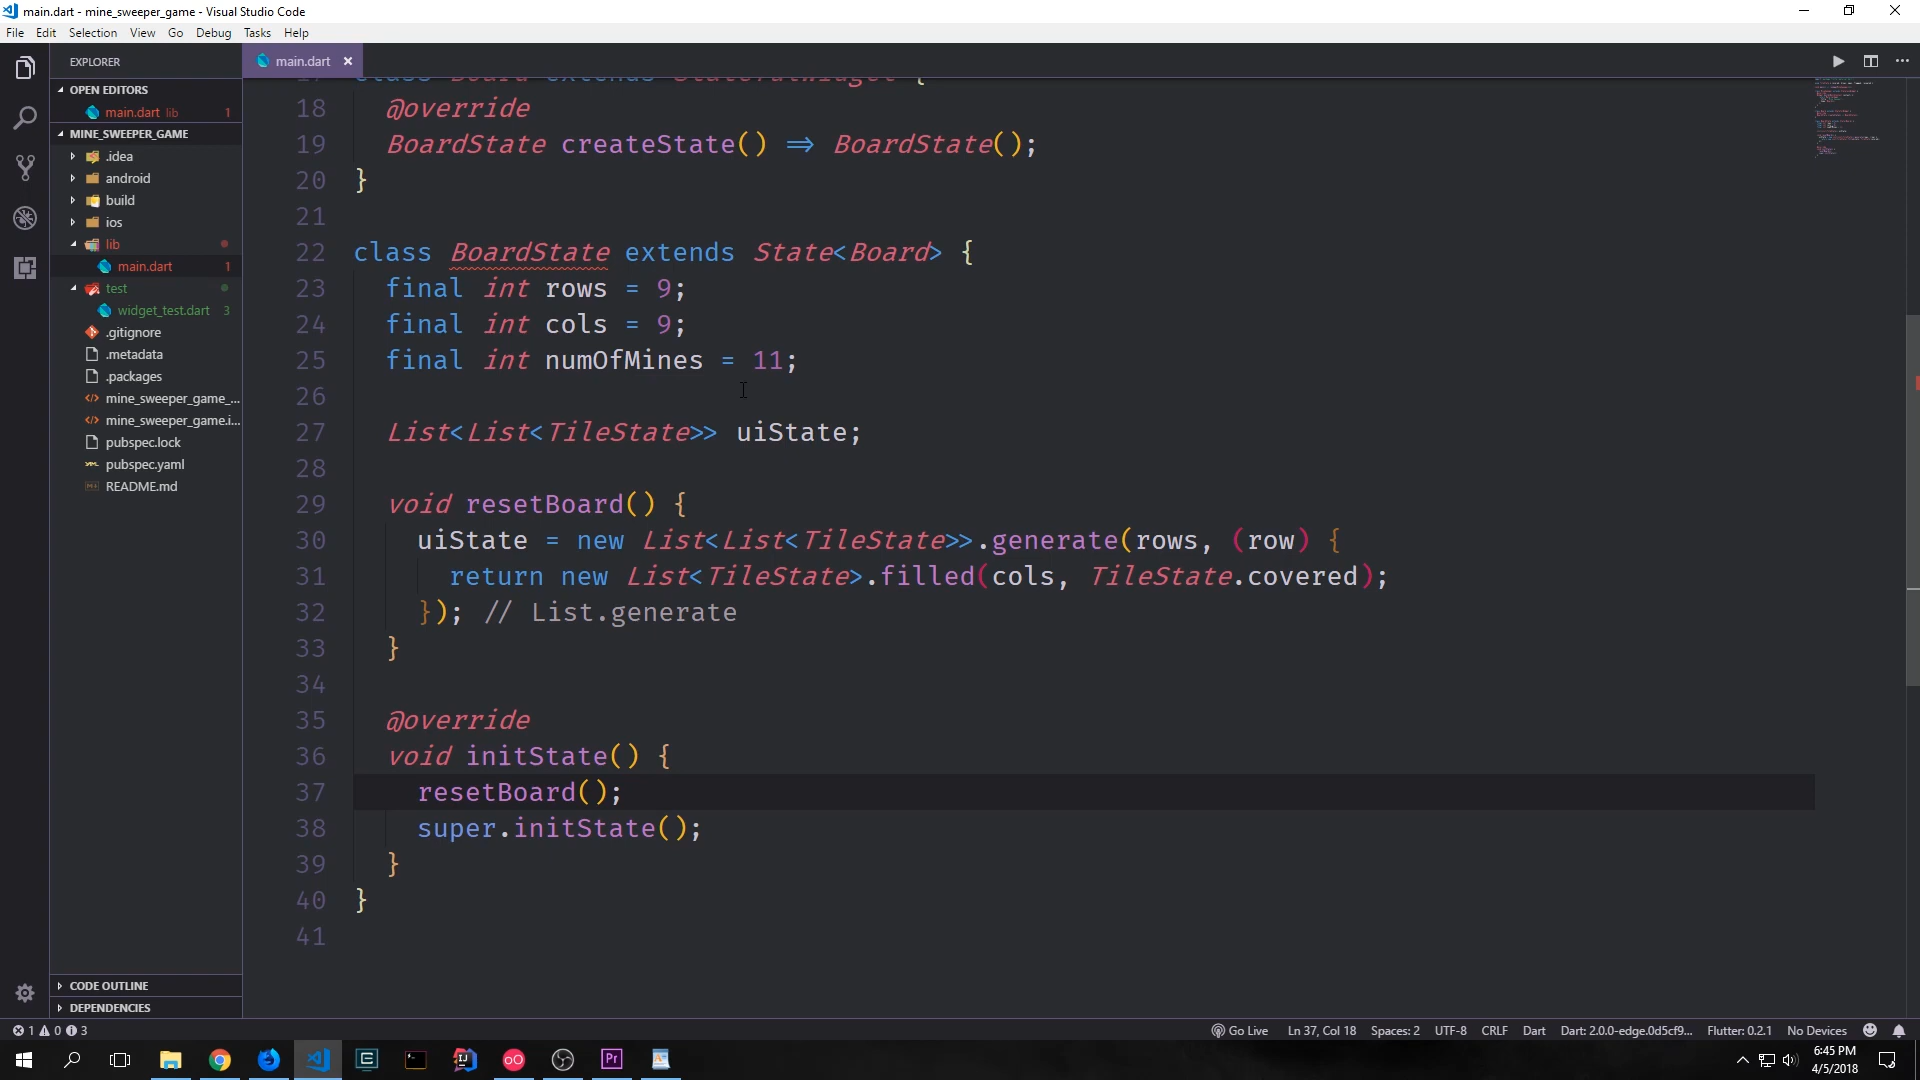 main.dart - mine_sweeper_game - Visual Studio Code
File Edit Selection View Go Debug Tasks Help
EXPLORER
main.dart
OPEN EDITORS
main.dart lib 1
MINE_SWEEPER_GAME
.idea
android
build
ios
lib
main.dart 1
test
widget_test.dart 3
.gitignore
.metadata
.packages
mine_sweeper_game_...
mine_sweeper_game.i...
pubspec.lock
pubspec.yaml
README.md
CODE OUTLINE
DEPENDENCIES
17 class Board extends StatefulWidget {
18 @override
19 BoardState createState() => BoardState();
20 }
21
22 class BoardState extends State<Board> {
23 final int rows = 9;
24 final int cols = 9;
25 final int numOfMines = 11;
26
27 List<List<TileState>> uiState;
28
29 void resetBoard() {
30 uiState = new List<List<TileState>>.generate(rows, (row) {
31 return new List<TileState>.filled(cols, TileState.covered);
32 }); // List.generate
33 }
34
35 @override
36 void initState() {
37 resetBoard();
38 super.initState();
39 }
40 }
41
1 0 3
Go Live Ln 37, Col 18 Spaces: 2 UTF-8 CRLF Dart Dart: 2.0.0-edge.0d5cf9... Flutter: 0.2.1 No Devices
6:45 PM
4/5/2018